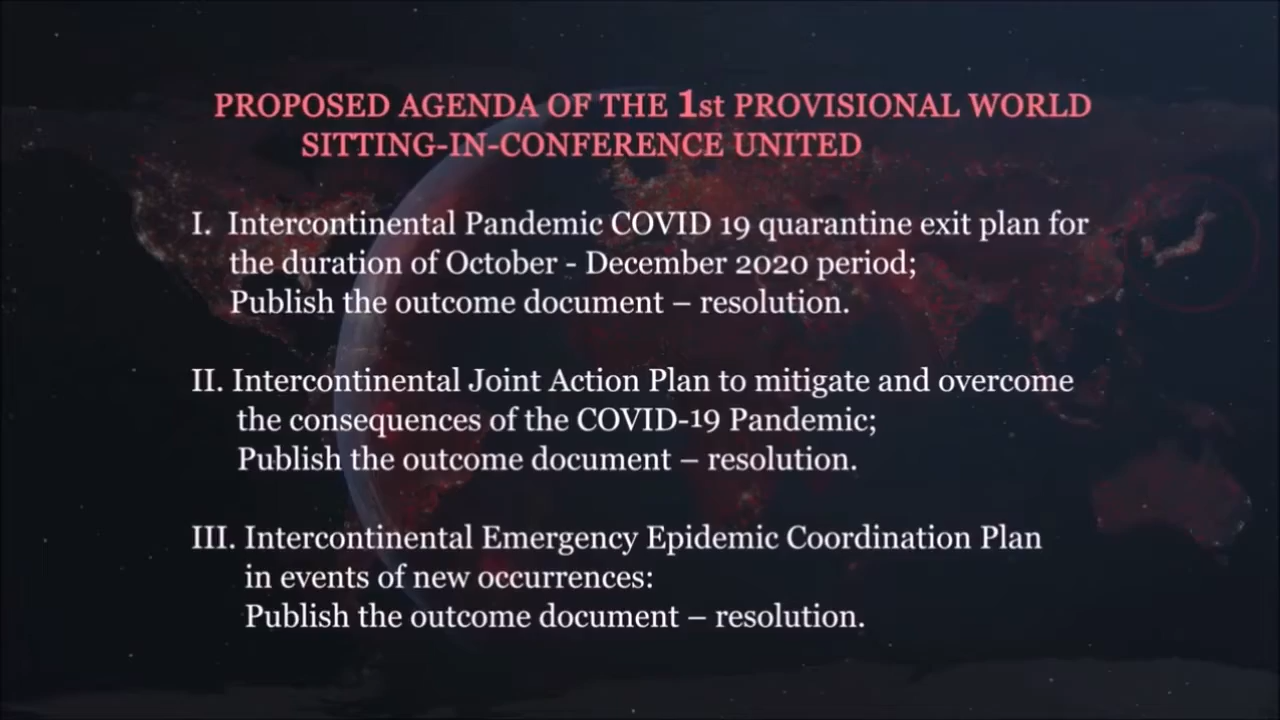 PROPOSED AGENDA OF THE 1st PROVISIONAL WORLD
SITTING-IN-CONFERENCE UNITED
I. Intercontinental Pandemic COVID 19 quarantine exit plan for
the duration of October - December 2020 period;
Publish the outcome document – resolution.
II. Intercontinental Joint Action Plan to mitigate and overcome
the consequences of the COVID-19 Pandemic;
Publish the outcome document – resolution.
III. Intercontinental Emergency Epidemic Coordination Plan
in events of new occurrences:
Publish the outcome document – resolution.